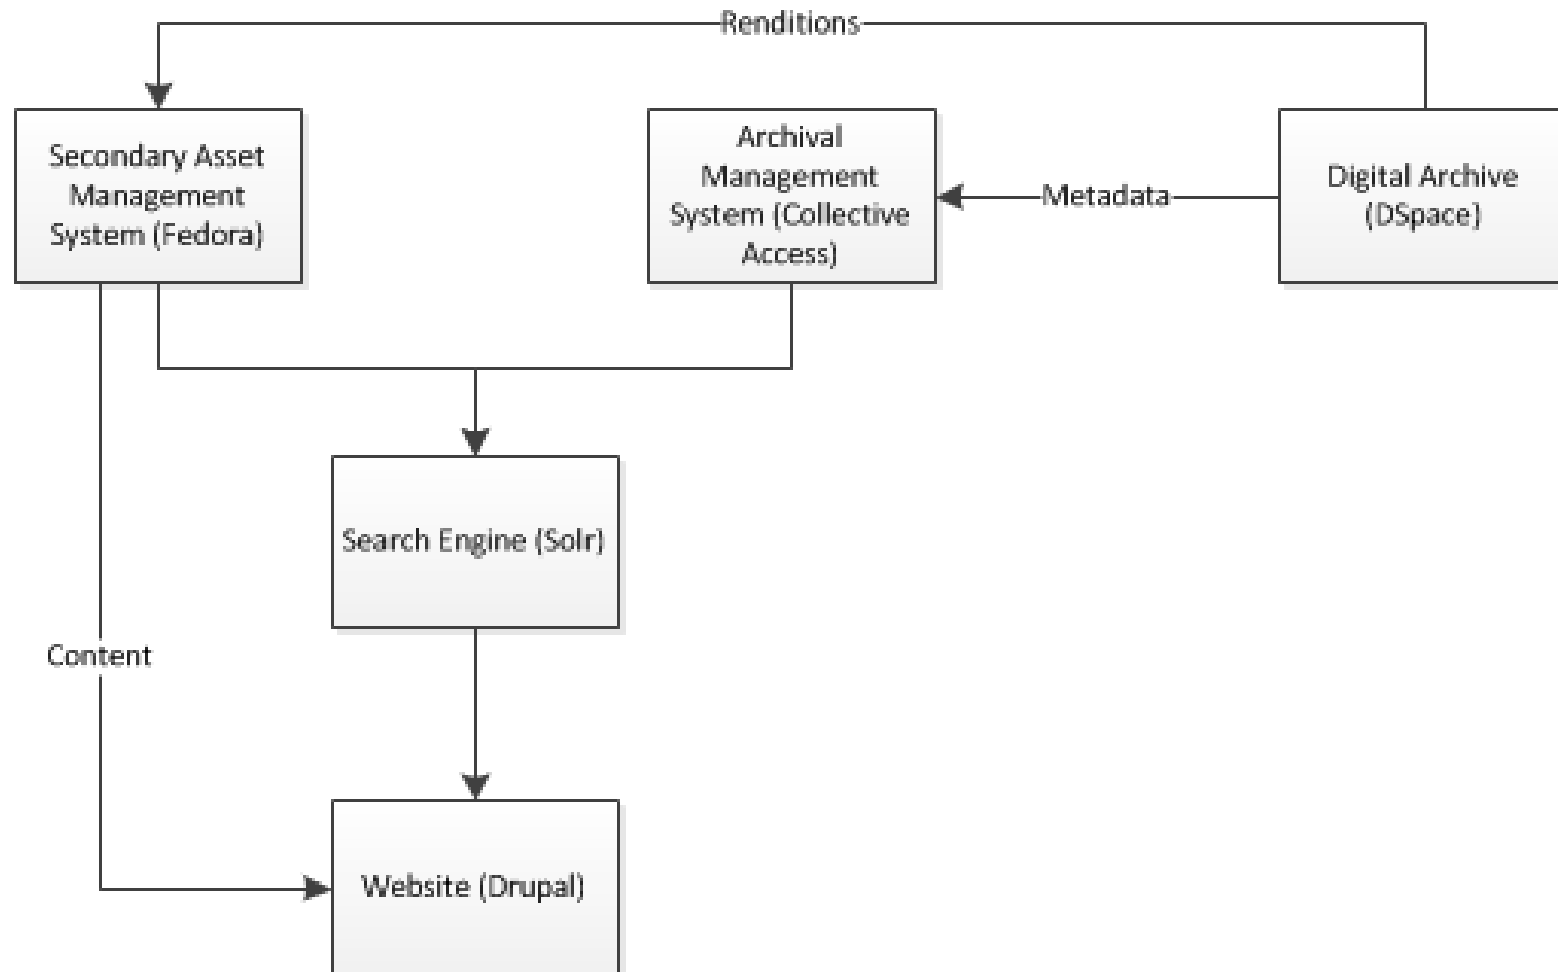 Renditions
Secondary Asset
Management
System (Fedora)
Archival
Management
System (Collective
Access)
Metadata
Digital Archive
(DSpace)
Search Engine (Solr)
Content
Website (Drupal)